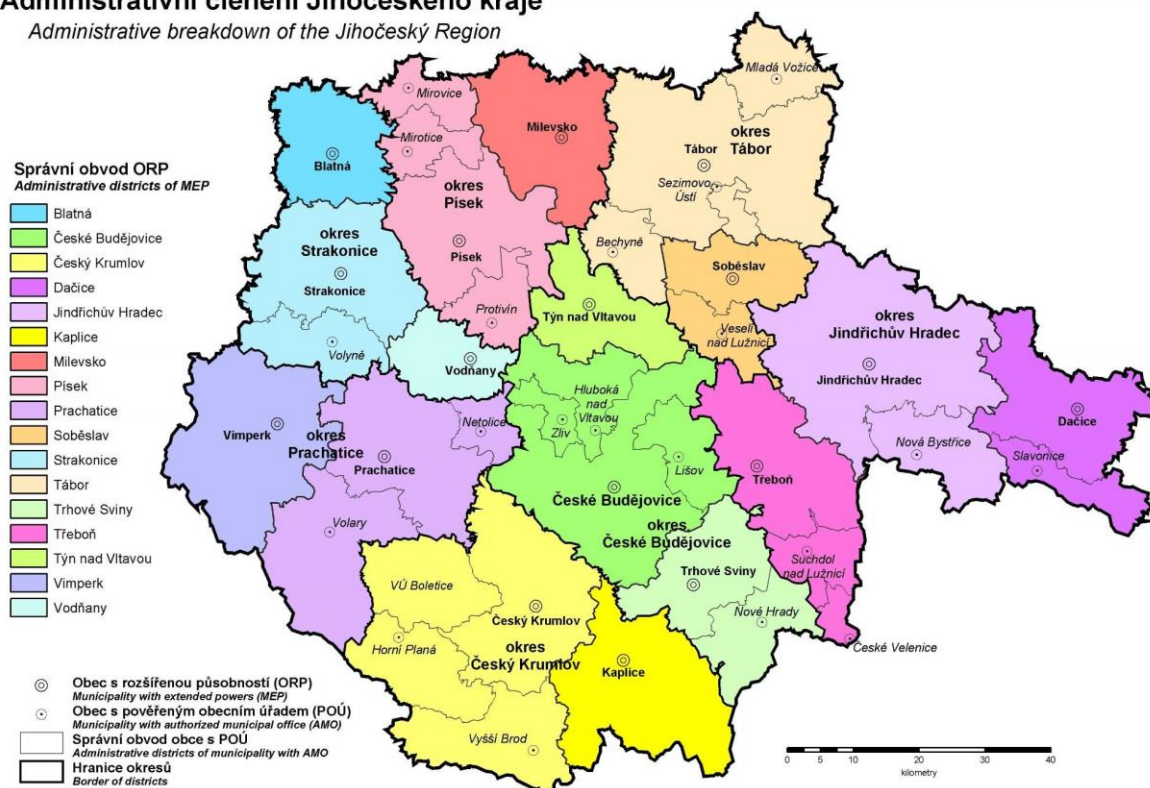 Administrativní členění Jihočeského kraje
Administrative breakdown of the Jihočeský Region
Správní obvod ORP
Administrative districts of MEP
Blatná
České Budějovice
Český Krumlov
Dačice
Jindřichův Hradec
Kaplice
Milevsko
Písek
Prachatice
Soběslav
Strakonice
Tábor
Trhové Sviny
Třeboň
Týn nad Vltavou
Vimperk
Vodňany
Obec s rozšířenou působností (ORP)
Municipality with extended powers (MEP)
Obec s pověřeným obecním úřadem (POÚ)
Municipality with authorized municipal office (AMO)
Správní obvod obce s POÚ
Administrative districts of municipality with AMO
Hranice okresů
Border of districts
Mladá Vožice
Mirovice
Milevsko
okres
Tábor
Mirotice
Blatná
Tábor
Sezimovo
Ústí
okres
Písek
okres
Strakonice
Písek
Bechyně
Strakonice
Soběslav
Protivín
Týn nad Vltavou
Veselí
nad Lužnicí
okres
Jindřichův Hradec
Volyně
Vodňany
Jindřichův Hradec
Hluboká
nad
Vltavou
Zliv
Netolice
Vimperk
okres
Prachatice
Prachatice
Dačice
Nová Bystřice
Slavonice
Lišov
Třeboň
České Budějovice
okres
České Budějovice
Volary
Suchdol
nad Lužnicí
Trhové Sviny
VÚ Boletice
Nové Hrady
Český Krumlov
Horní Planá
okres
Český Krumlov
České Velenice
Kaplice
Vyšší Brod
0 5 10 20 30 40
kilometry